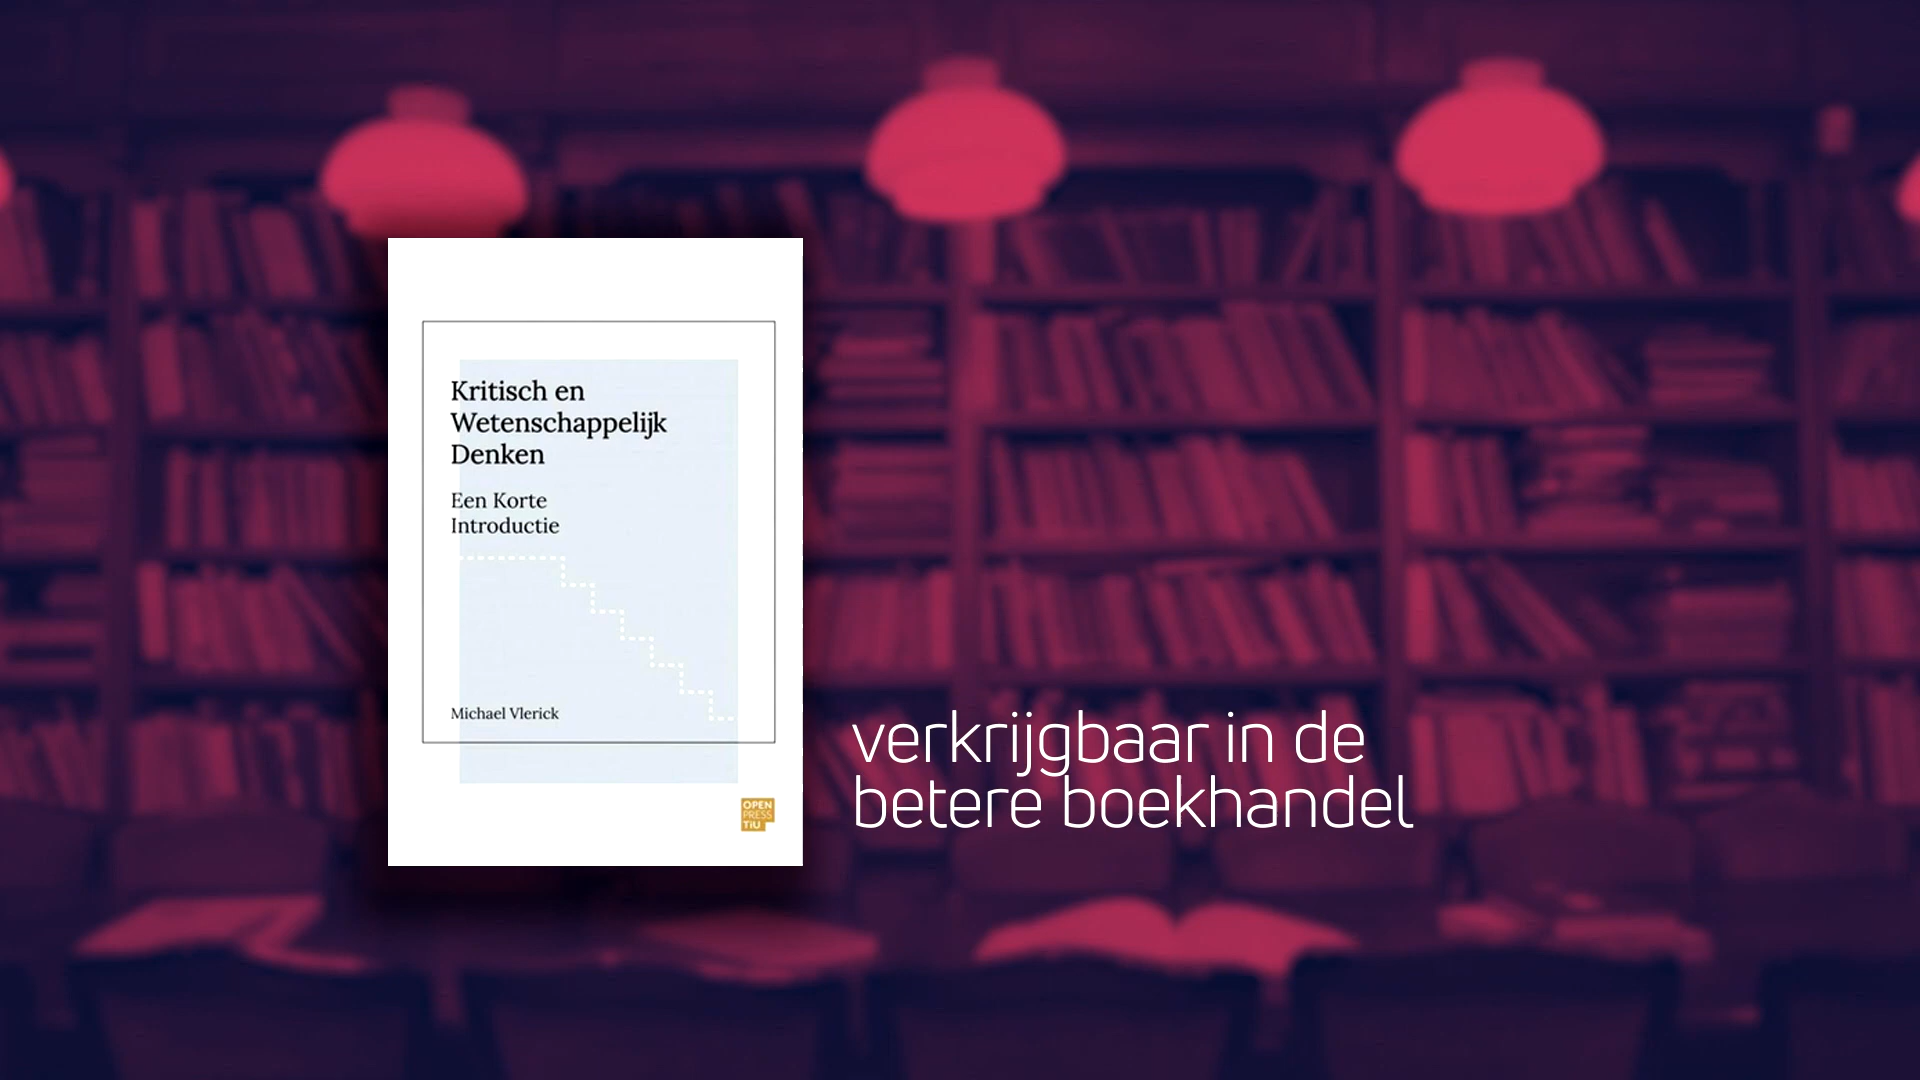 Kritisch en
Wetenschappelijk
Denken
Een Korte
Introductie
Michael Vlerick
OPEN
PRESS
TiU
verkrijgbaar in de
betere boekhandel